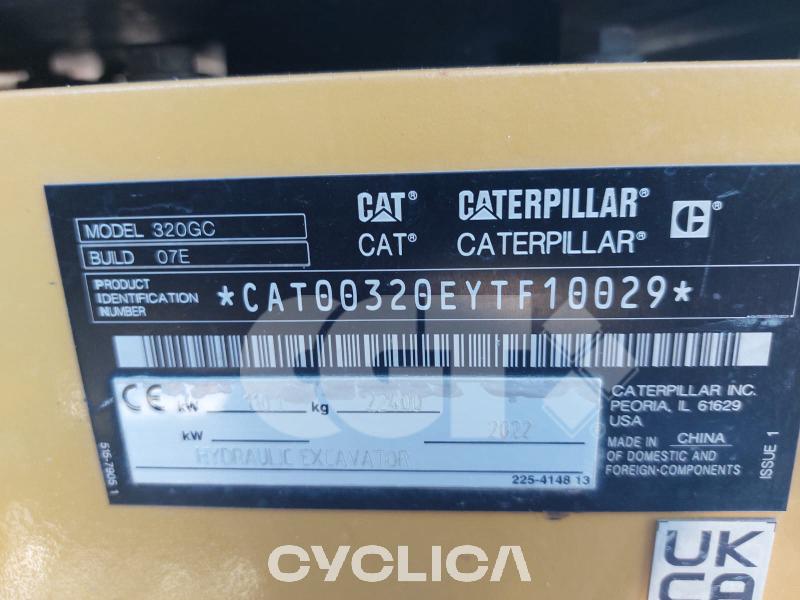 CAT® CATERPILLAR®
CAT® CATERPILLAR®
MODEL 320GC
BUILD 07E
PRODUCT IDENTIFICATION NUMBER *CAT00320EYTF10029*
CE kW kg 22400
kW 2022
HYDRAULIC EXCAVATOR
225-4148 13
516-7905 1
CATERPILLAR INC.
PEORIA, IL 61629
USA
MADE IN CHINA
OF DOMESTIC AND
FOREIGN-COMPONENTS
ISSUE 1
UK
CA
CYCLICA